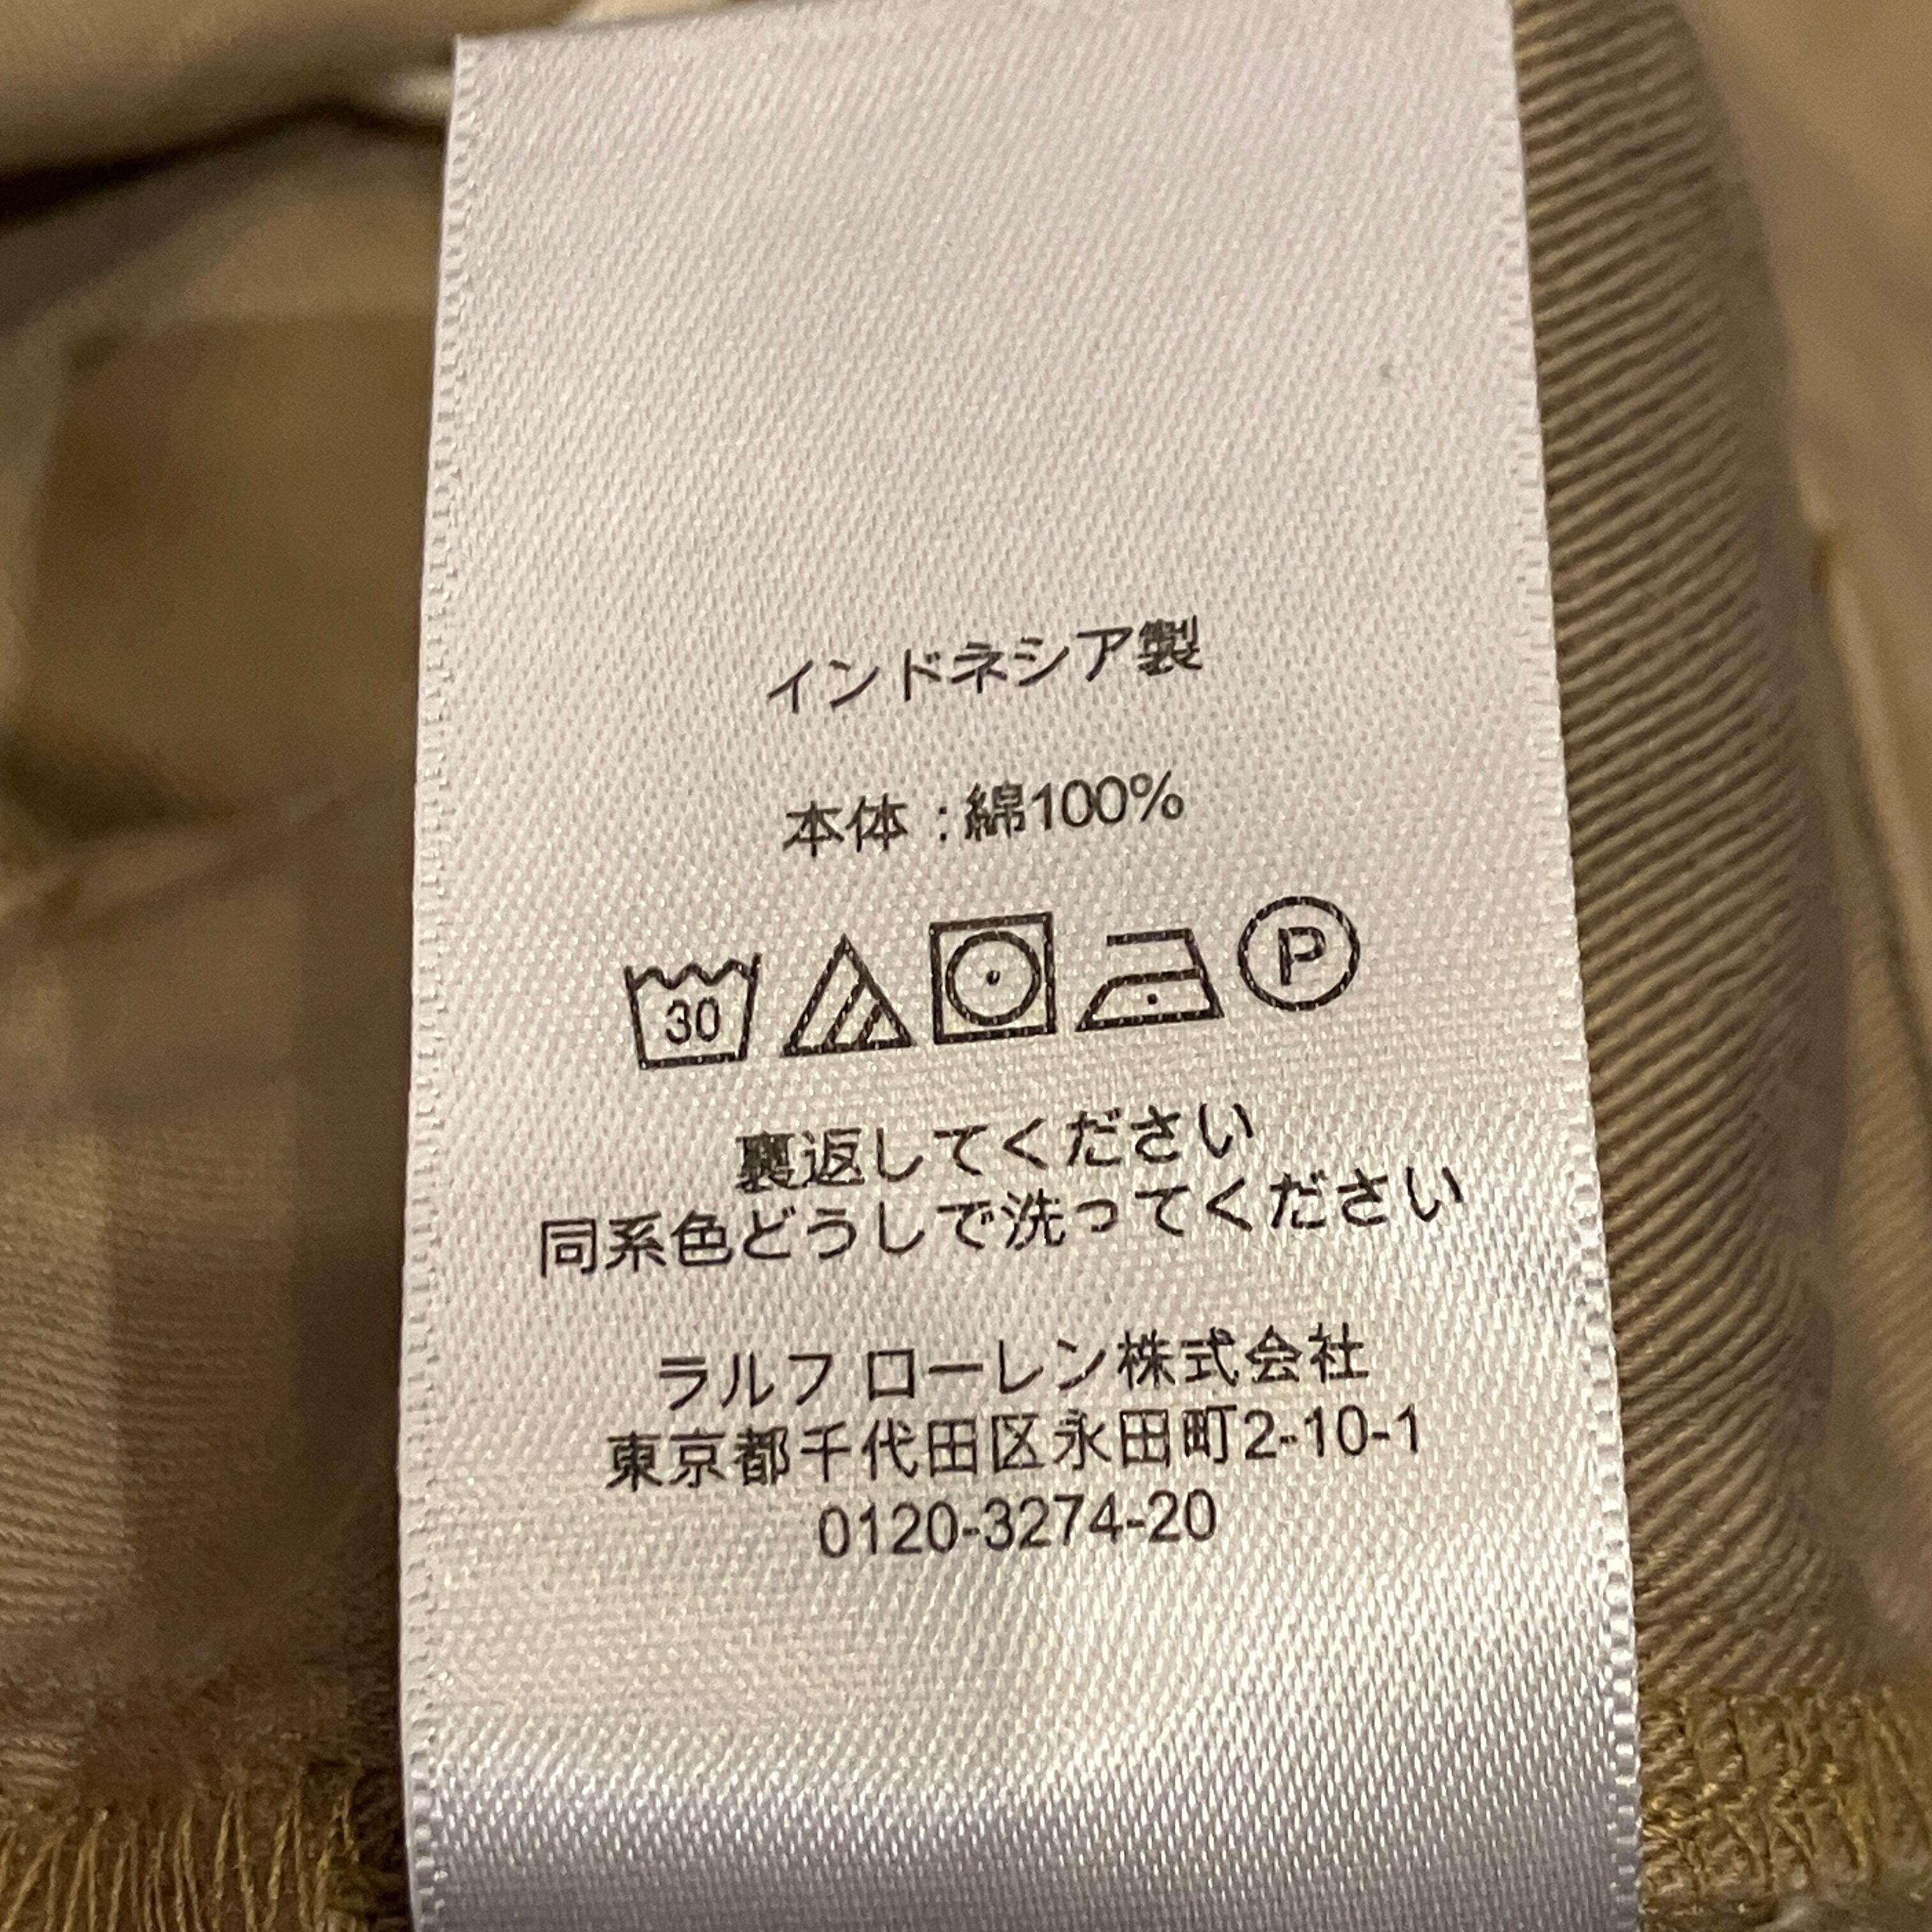 インドネシア製
本体 : 綿100%
30
P
裏返してください
同系色どうしで洗ってください
ラルフ ローレン株式会社
東京都千代田区永田町2-10-1
0120-3274-20